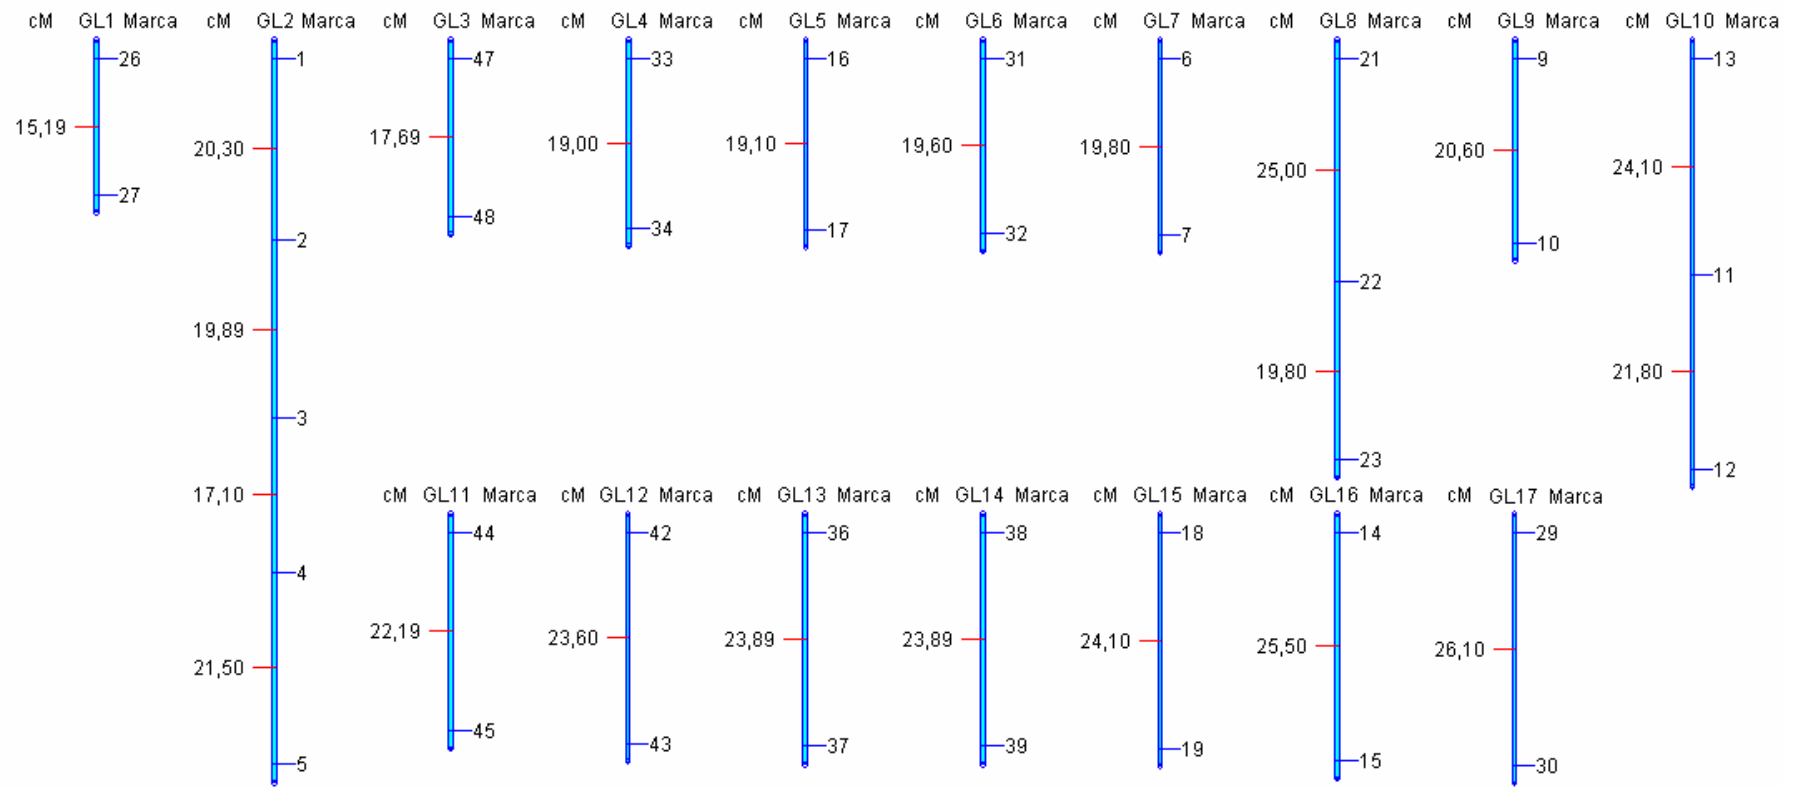 cM GL1 Marca cM GL2 Marca cM GL3 Marca cM GL4 Marca cM GL5 Marca cM GL6 Marca cM GL7 Marca cM GL8 Marca cM GL9 Marca cM GL10 Marca
26 1 47 33 16 31 6 21 9 13
15,19
20,30 17,69 19,00 19,10 19,60 19,80 25,00 20,60 24,10
27
2 48 34 17 32 7 22 10 11
19,89 19,80 21,80
3 23 12
17,10
cM GL11 Marca cM GL12 Marca cM GL13 Marca cM GL14 Marca cM GL15 Marca cM GL16 Marca cM GL17 Marca
44 42 36 38 18 14 29
4
22,19 23,60 23,89 23,89 24,10 25,50 26,10
21,50
45 43 37 39 19 15 30
5